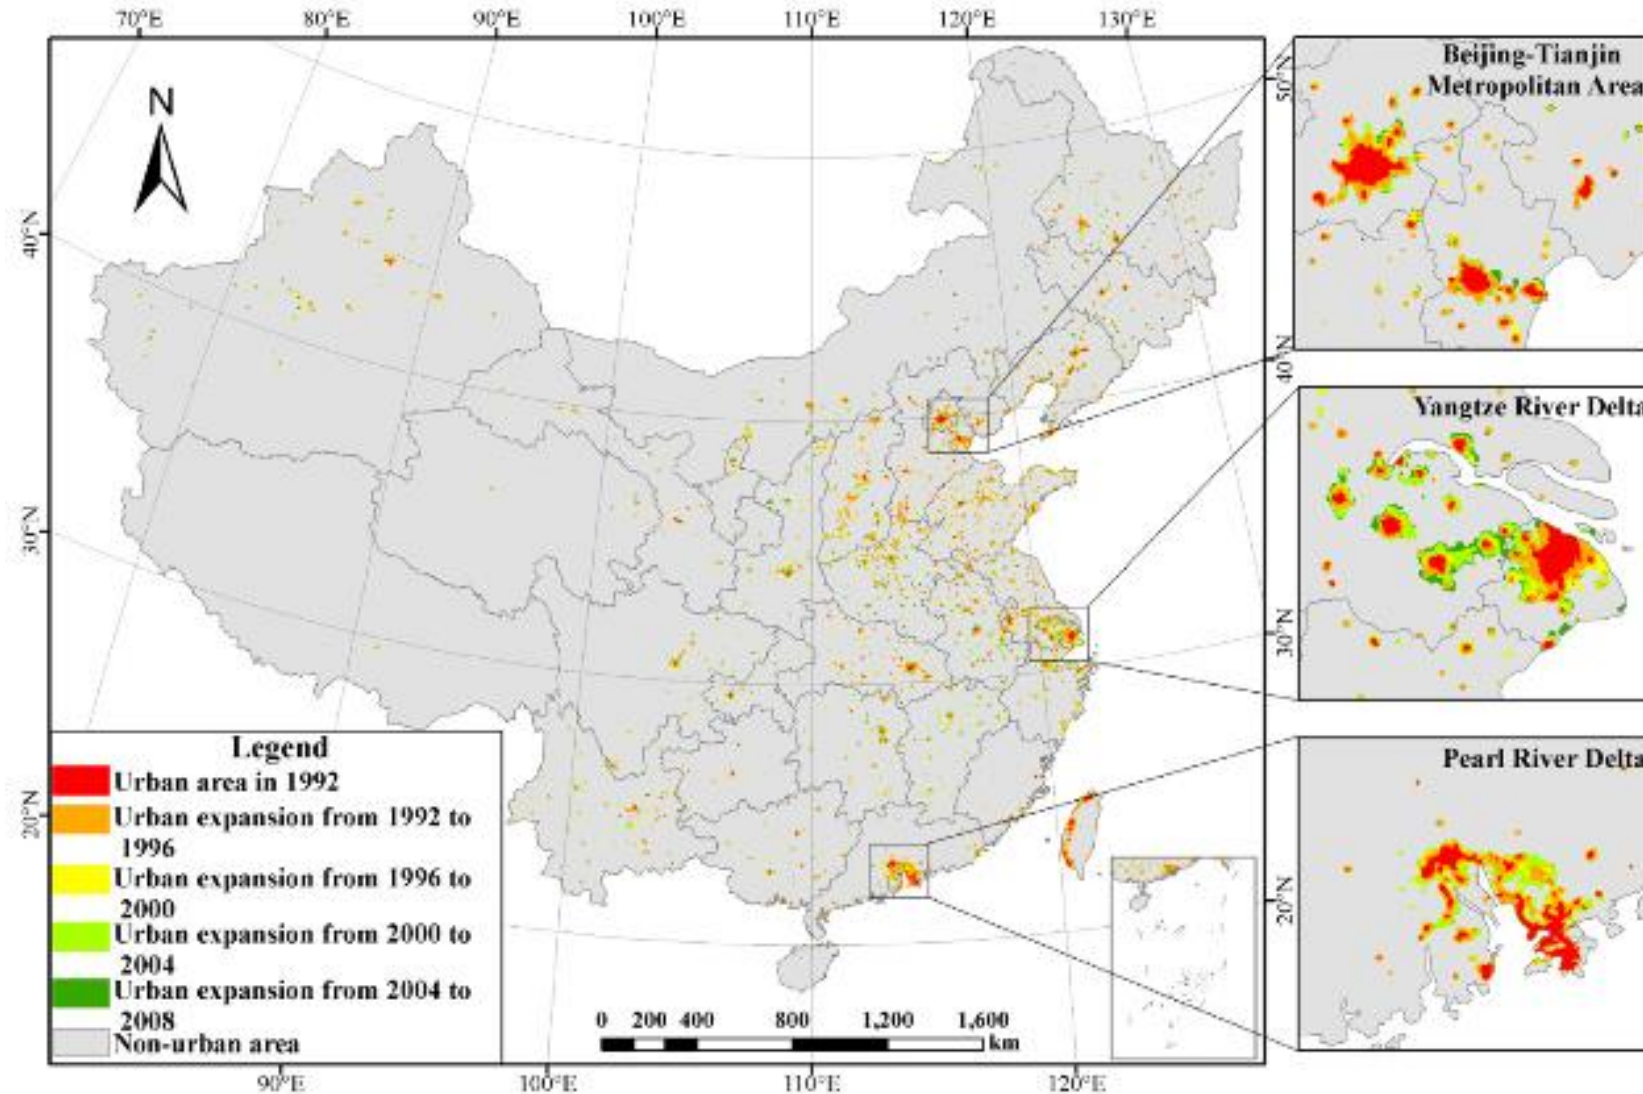 70°E 80°E 90°E 100°E 110°E 120°E 130°E
N
50°N
40°N
40°N
30°N
30°N
20°N
20°N
Beijing-Tianjin
Metropolitan Area
Yangtze River Delta
Pearl River Delta
Legend
Urban area in 1992
Urban expansion from 1992 to
1996
Urban expansion from 1996 to
2000
Urban expansion from 2000 to
2004
Urban expansion from 2004 to
2008
Non-urban area
0 200 400 800 1,200 1,600
km
90°E 100°E 110°E 120°E